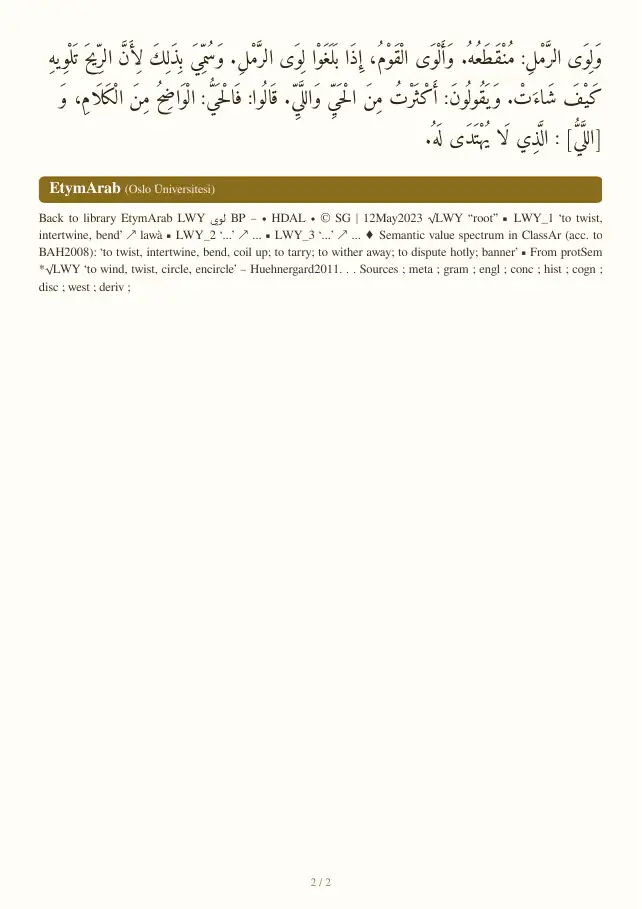 وَلِوَى الرَّمْلِ: مُنْقَطَعُهُ. وَأَلْوَى الْقَوْمُ، إِذَا بَلَغَوْا لِوَى الرَّمْلِ. وَسُمِّيَ بِذَلِكَ لِأَنَّ الرِّيحَ تَلْوِيهِ
كَيْفَ شَاءَتْ. وَيَقُولُونَ: أَكْثَرْتُ مِنَ الْحَيِّ وَاللَّيِّ. قَالُوا: فَالْحَيُّ: الْوَاضِحُ مِنَ الْكَلَامِ، وَ
[اللَّيُّ] : الَّذِي لَا يُهْتَدَى لَهُ.
EtymArab (Oslo Üniversitesi)
Back to library EtymArab LWY لوي BP – • HDAL • © SG | 12May2023 √LWY “root” ▪ LWY_1 ‘to twist,
intertwine, bend’ ↗ lawà ▪ LWY_2 ‘...’ ↗ ... ▪ LWY_3 ‘...’ ↗ ... ♦ Semantic value spectrum in ClassAr (acc. to
BAH2008): ‘to twist, intertwine, bend, coil up; to tarry; to wither away; to dispute hotly; banner’ ▪ From protSem
*√LWY ‘to wind, twist, circle, encircle’ – Huehnergard2011. . . Sources ; meta ; gram ; engl ; conc ; hist ; cogn ;
disc ; west ; deriv ;
2 / 2